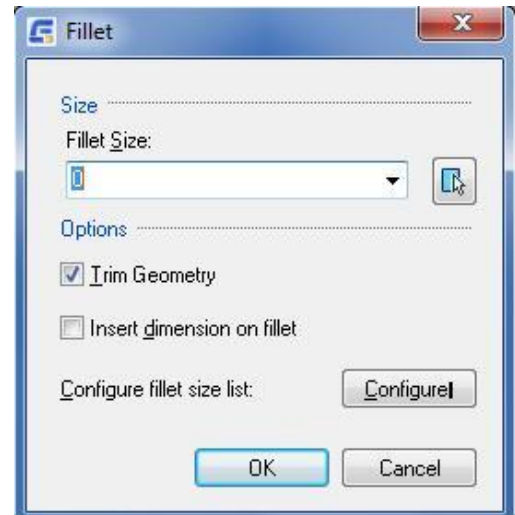 Fillet
Size
Fillet Size:
0
Options
Trim Geometry
Insert dimension on fillet
Configure fillet size list: Configure
OK Cancel